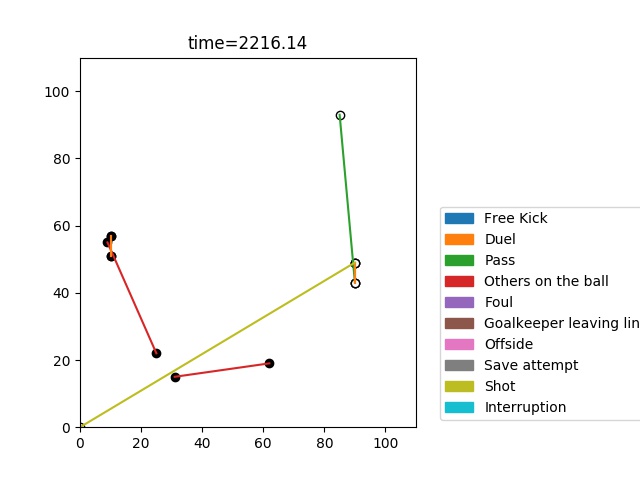 time=2216.14
100
80
60
40
20
0
0 20 40 60 80 100
Free Kick
Duel
Pass
Others on the ball
Foul
Goalkeeper leaving lin
Offside
Save attempt
Shot
Interruption